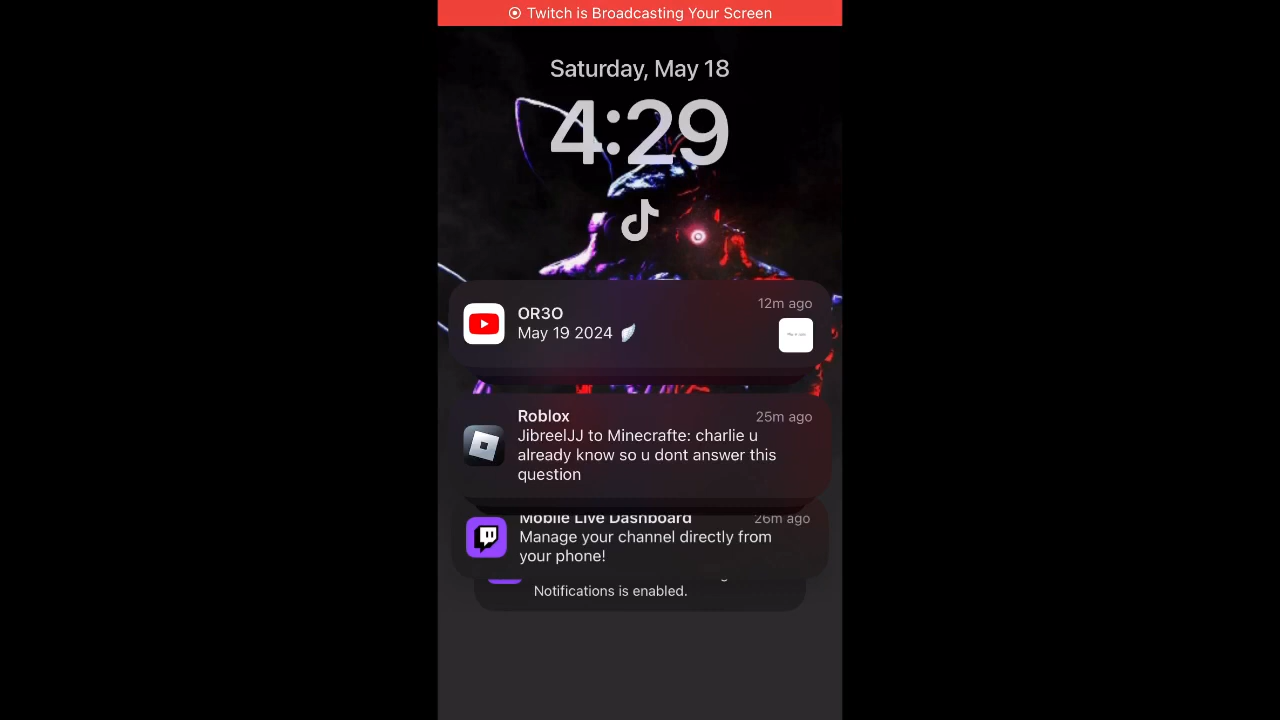 Twitch is Broadcasting Your Screen
Saturday, May 18
4:29
12m ago
OR3O
May 19 2024 🪽
Roblox 25m ago
JibreelJJ to Minecrafte: charlie u
already know so u dont answer this
question
Mobile Live Dashboard 26m ago
Manage your channel directly from
your phone!
Notifications is enabled.